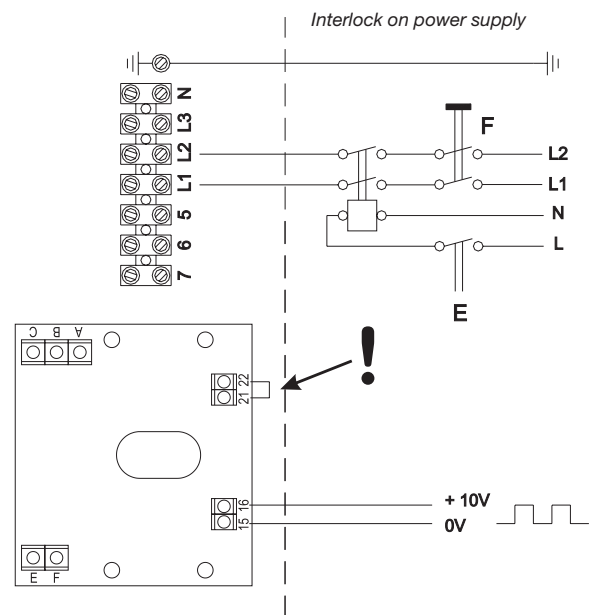 Interlock on power supply
N
L3
L2
L1
5
6
7
F
L2
L1
N
L
E
C B A
22
21
!
16
15
+ 10V
0V
E F